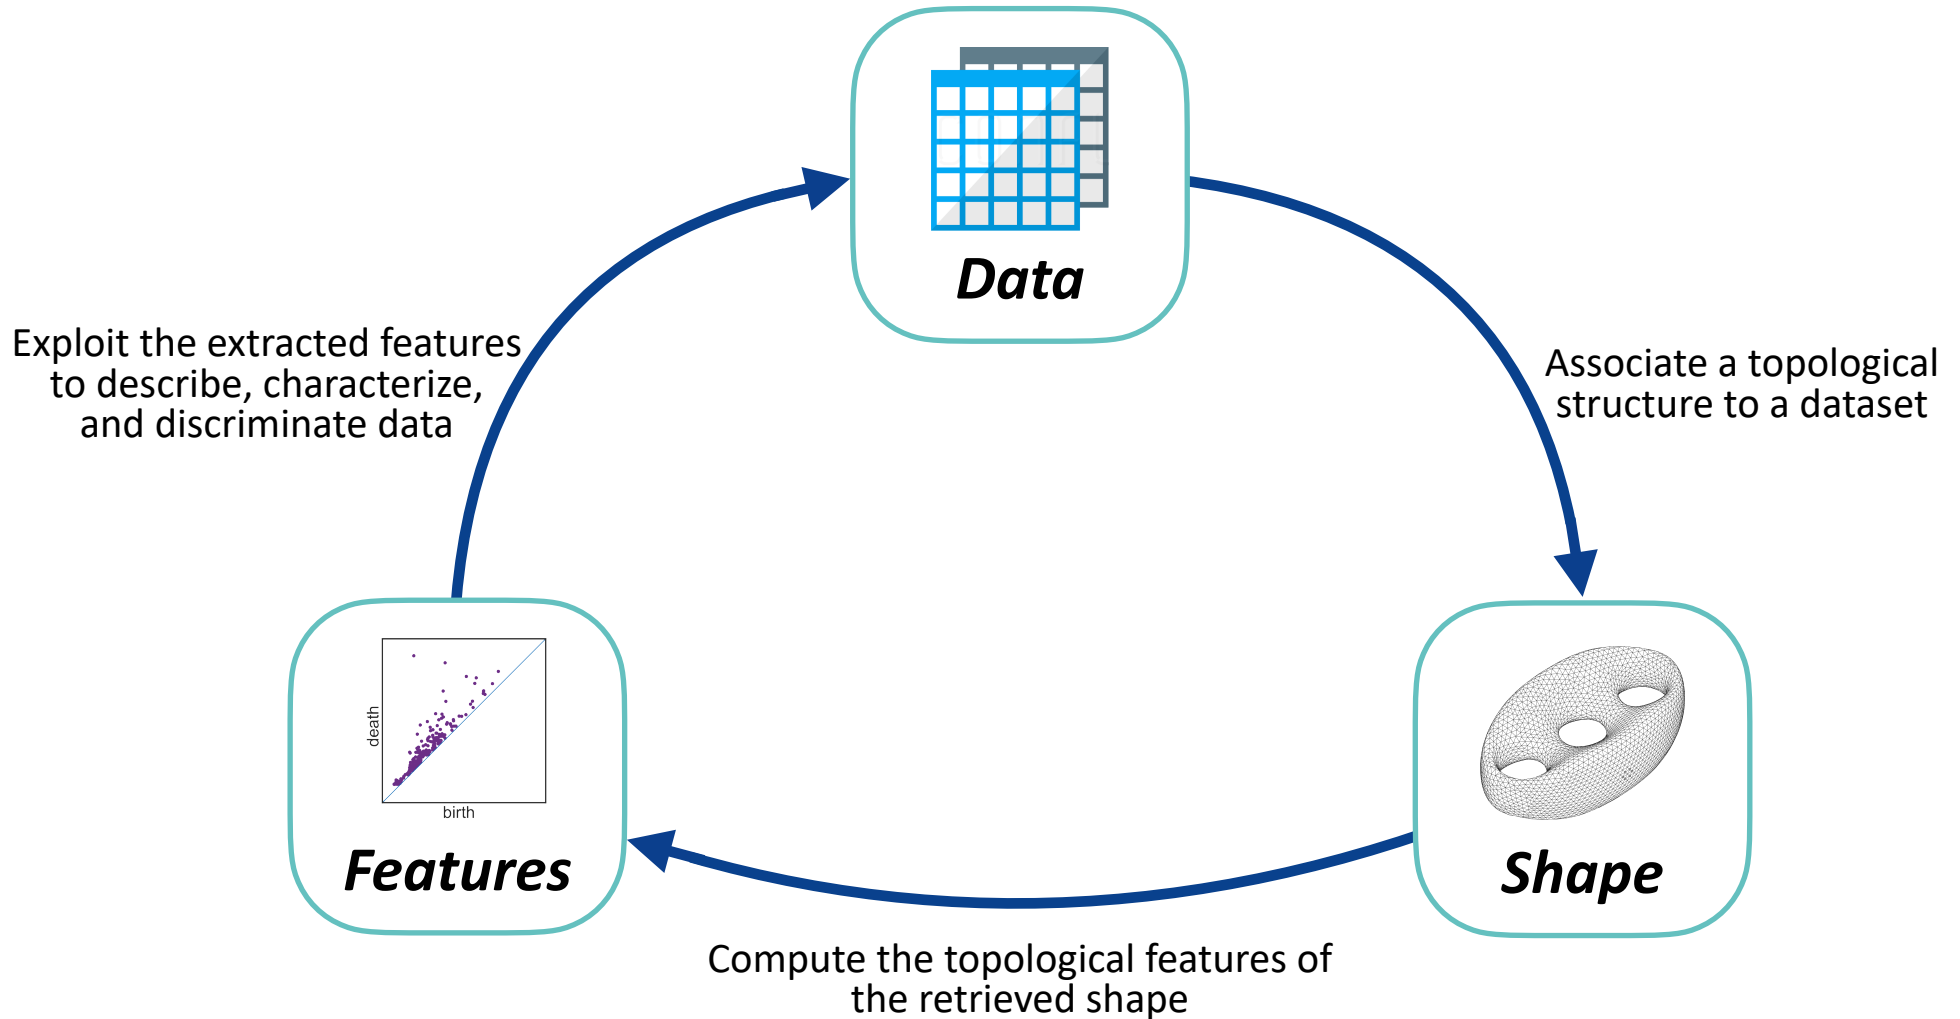 Data
Exploit the extracted features
to describe, characterize,
and discriminate data
Associate a topological
structure to a dataset
death
birth
Features
Shape
Compute the topological features of
the retrieved shape